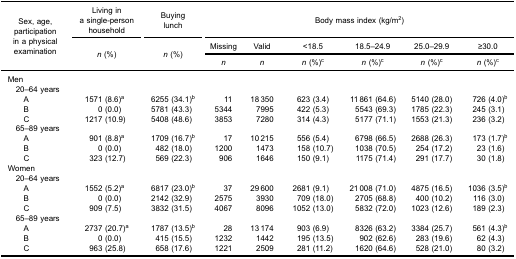 Sex, age, participation in a physical examination | Living in a single-person household | Buying lunch | Body mass index (kg/m²)
n (%) | n (%) | Missing | Valid | <18.5 | 18.5–24.9 | 25.0–29.9 | ≥30.0
n | n | n (%)ᶜ | n (%)ᶜ | n (%)ᶜ | n (%)ᶜ
Men
20–64 years
A 1571 (8.6)ᵃ 6255 (34.1)ᵇ 11 18 350 623 (3.4) 11 861 (64.6) 5140 (28.0) 726 (4.0)ᵇ
B 0 (0.0) 5781 (43.3) 5344 7995 422 (5.3) 5543 (69.3) 1785 (22.3) 245 (3.1)
C 1217 (10.9) 5408 (48.6) 3853 7280 314 (4.3) 5177 (71.1) 1553 (21.3) 236 (3.2)
65–89 years
A 901 (8.8)ᵃ 1709 (16.7)ᵇ 17 10 215 556 (5.4) 6798 (66.5) 2688 (26.3) 173 (1.7)ᵇ
B 0 (0.0) 482 (18.0) 1200 1473 158 (10.7) 1038 (70.5) 254 (17.2) 23 (1.6)
C 323 (12.7) 569 (22.3) 906 1646 150 (9.1) 1175 (71.4) 291 (17.7) 30 (1.8)
Women
20–64 years
A 1552 (5.2)ᵃ 6817 (23.0)ᵇ 37 29 600 2681 (9.1) 21 008 (71.0) 4875 (16.5) 1036 (3.5)ᵇ
B 0 (0.0) 2142 (32.9) 2575 3930 709 (18.0) 2705 (68.8) 400 (10.2) 116 (3.0)
C 909 (7.5) 3832 (31.5) 4067 8096 1052 (13.0) 5832 (72.0) 1023 (12.6) 189 (2.3)
65–89 years
A 2737 (20.7)ᵃ 1787 (13.5)ᵇ 28 13 174 903 (6.9) 8326 (63.2) 3384 (25.7) 561 (4.3)ᵇ
B 0 (0.0) 415 (15.5) 1232 1442 195 (13.5) 902 (62.6) 283 (19.6) 62 (4.3)
C 963 (25.8) 658 (17.6) 1221 2509 281 (11.2) 1620 (64.6) 528 (21.0) 80 (3.2)